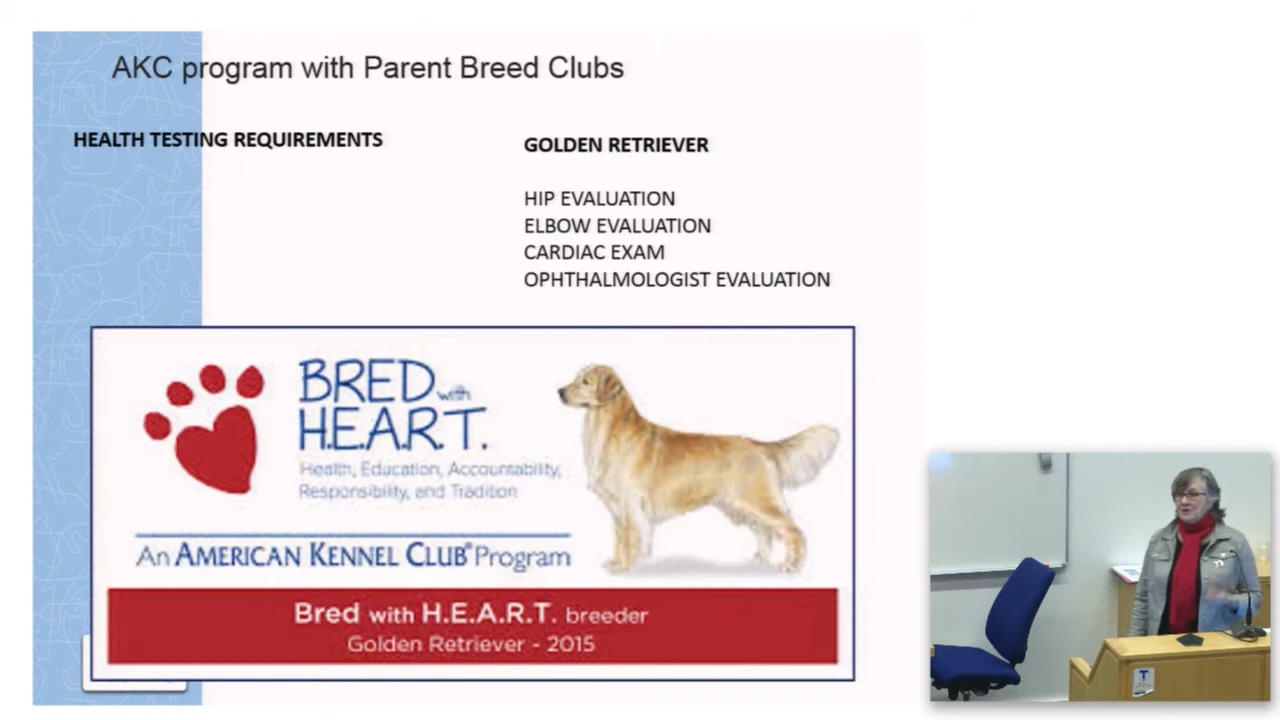 AKC program with Parent Breed Clubs
HEALTH TESTING REQUIREMENTS
GOLDEN RETRIEVER
HIP EVALUATION
ELBOW EVALUATION
CARDIAC EXAM
OPHTHALMOLOGIST EVALUATION
BRED with
H.E.A.R.T.
Health, Education, Accountability,
Responsibility, and Tradition
An AMERICAN KENNEL CLUB® Program
Bred with H.E.A.R.T. breeder
Golden Retriever - 2015